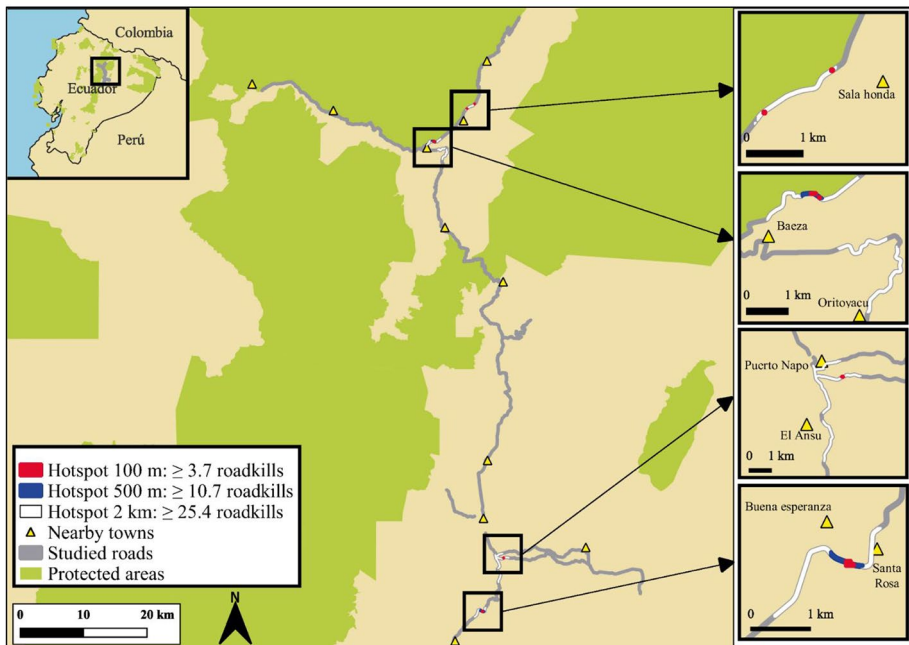 Colombia
Ecuador
Perú
Hotspot 100 m: ≥ 3.7 roadkills
Hotspot 500 m: ≥ 10.7 roadkills
Hotspot 2 km: ≥ 25.4 roadkills
Nearby towns
Studied roads
Protected areas
0 10 20 km
N
Sala honda
0
1 km
Baeza
0
1 km
Oritoyacu
Puerto Napo
El Ansu
0 1 km
Buena esperanza
Santa
Rosa
0
1 km